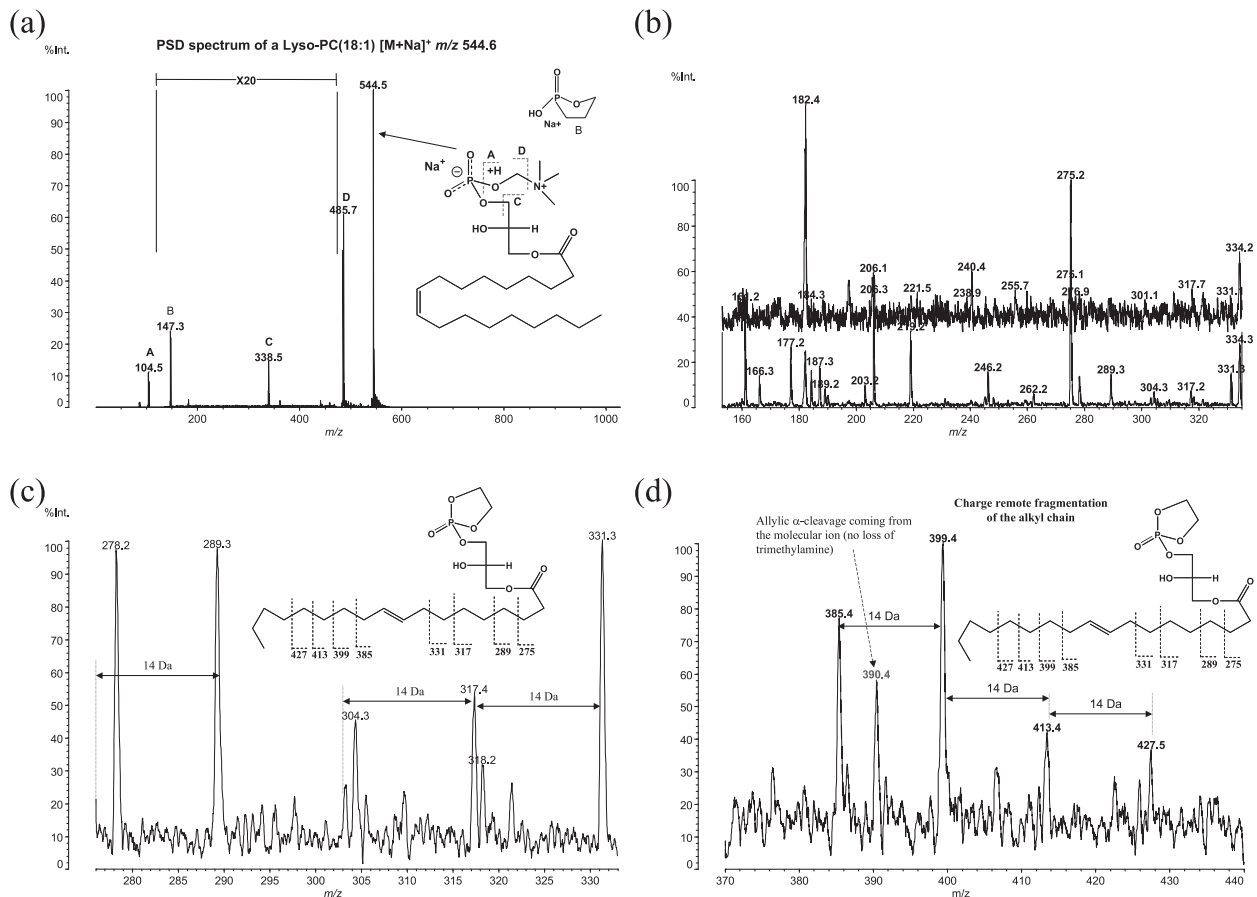 (a)
PSD spectrum of a Lyso-PC(18:1) [M+Na]⁺ m/z 544.6
%Int.
X20
544.5
100
90
80
70
60
50
40
30
20
10
0
D
485.7
B
147.3
A
104.5
C
338.5
200
400
600
800
1000
m/z
O
P
O
HO
Na+
B
Na⁺
O
⊖
P
O
A
+H
D
O
N+
O
C
HO
H
O
O
(b)
%Int.
182.4
100
80
60
40
20
0
275.2
334.2
206.1
240.4
275.1
161.2
184.3
206.3
221.5
238.9
255.7
276.9
301.1
317.7
331.1
219.2
177.2
166.3
187.3
189.2
203.2
246.2
262.2
289.3
304.3
317.2
331.3
334.3
160
180
200
220
240
260
280
300
320
m/z
(c)
%Int.
100
90
80
70
60
50
40
30
20
10
0
278.2
289.3
331.3
14 Da
14 Da
14 Da
304.3
317.4
318.2
O
P
O
O
O
HO
H
O
O
427
413
399
385
331
317
289
275
280
285
290
295
300
305
310
315
320
325
330
m/z
(d)
%Int.
Charge remote fragmentation
of the alkyl chain
Allylic α-cleavage coming from
the molecular ion (no loss of
trimethylamine)
100
90
80
70
60
50
40
30
20
10
0
399.4
385.4
14 Da
390.4
14 Da
413.4
14 Da
427.5
O
P
O
O
O
HO
H
O
O
427
413
399
385
331
317
289
275
370
380
390
400
410
420
430
440
m/z